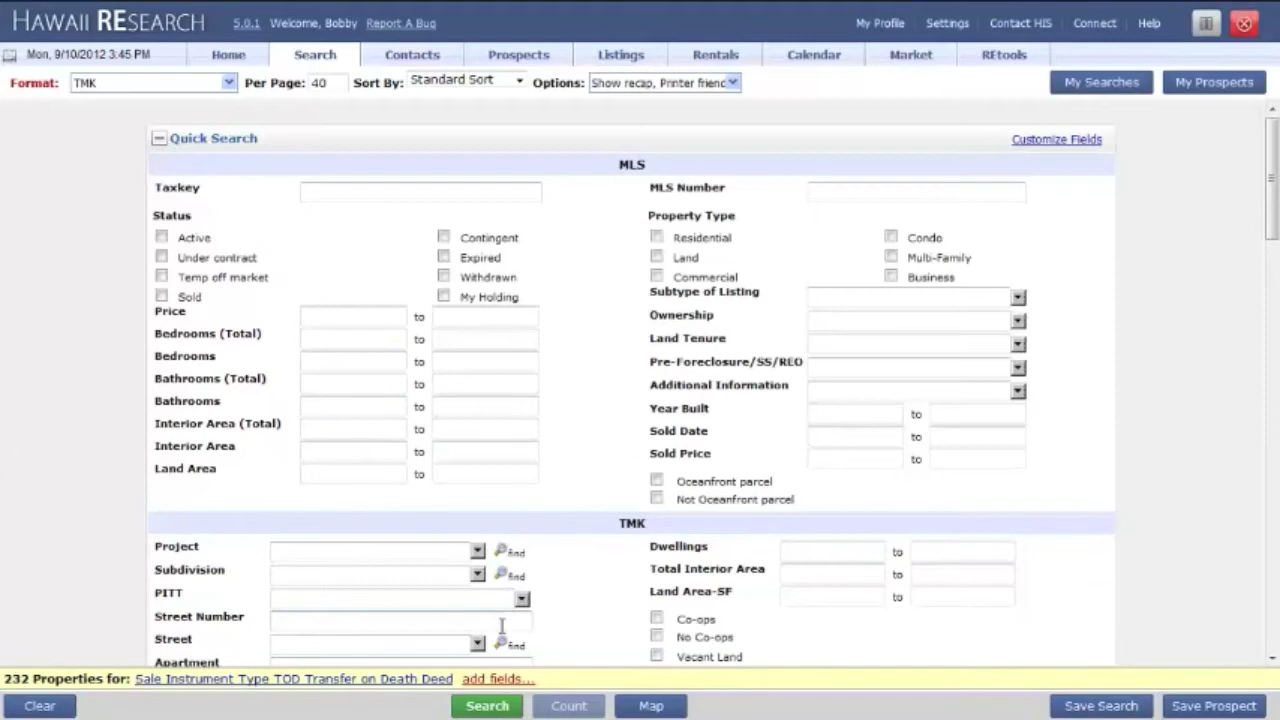 HAWAII RESEARCH 5.0.1 Welcome, Bobby Report A Bug My Profile Settings Contact HIS Connect Help
Mon, 9/10/2012 3:45 PM Home Search Contacts Prospects Listings Rentals Calendar Market REtools
Format: TMK Per Page: 40 Sort By: Standard Sort Options: Show recap, Printer friend My Searches My Prospects
Quick Search Customize Fields
MLS
Taxkey MLS Number
Status Property Type
Active Contingent Residential Condo
Under contract Expired Land Multi-Family
Temp off market Withdrawn Commercial Business
Sold My Holding Subtype of Listing
Price to Ownership
Bedrooms (Total) to Land Tenure
Bedrooms to Pre-Foreclosure/SS/REO
Bathrooms (Total) to Additional Information
Bathrooms to Year Built to
Interior Area (Total) to Sold Date to
Interior Area to Sold Price to
Land Area to Oceanfront parcel
Not Oceanfront parcel
TMK
Project find Dwellings to
Subdivision find Total Interior Area to
PITT Land Area-SF to
Street Number Co-ops
Street find No Co-ops
Apartment Vacant Land
232 Properties for: Sale Instrument Type TOD Transfer on Death Deed add fields...
Clear Search Count Map Save Search Save Prospect